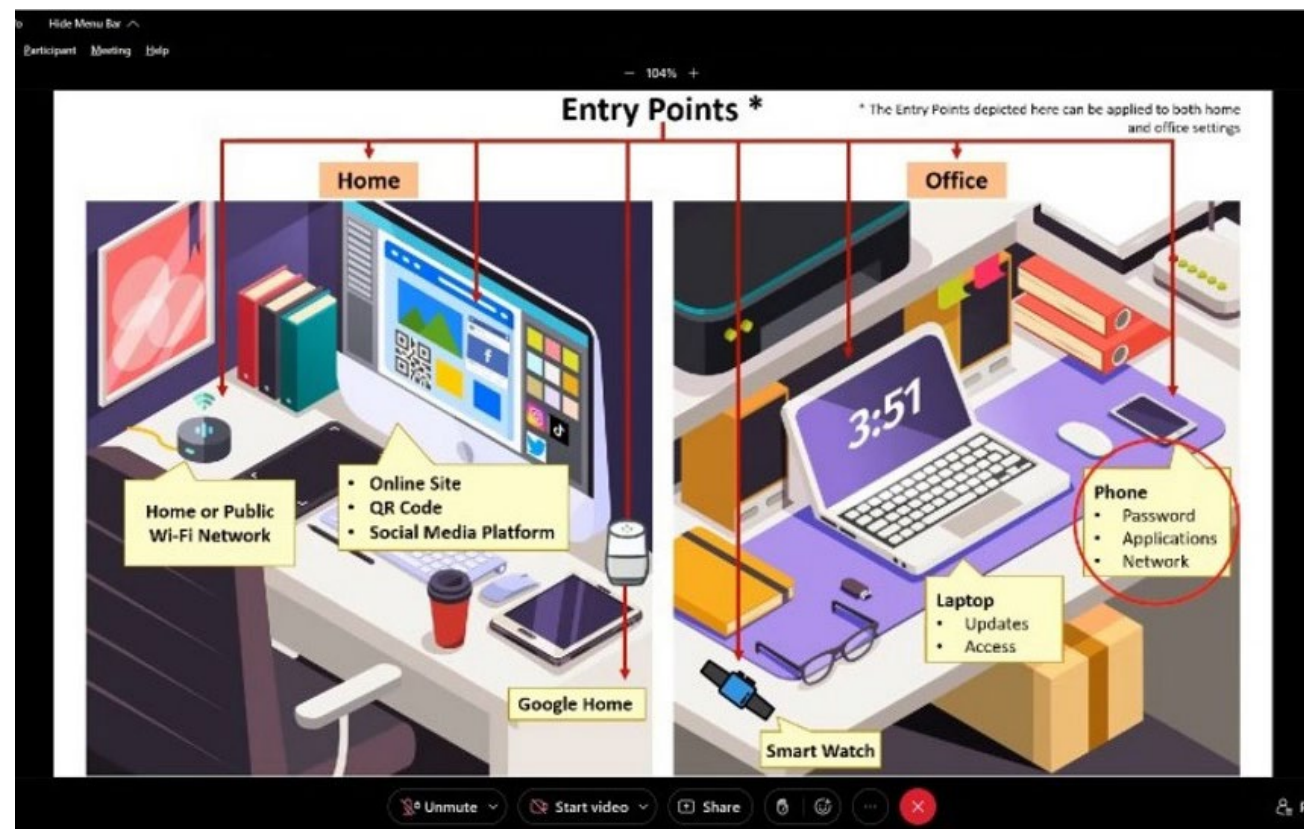 Hide Menu Bar
Participant Meeting Help
− 104% +
Entry Points *
* The Entry Points depicted here can be applied to both home
and office settings
Home
Office
f
3:51
Home or Public
Wi-Fi Network
• Online Site
• QR Code
• Social Media Platform
Google Home
Phone
• Password
• Applications
• Network
Laptop
• Updates
• Access
Smart Watch
Unmute
Start video
Share